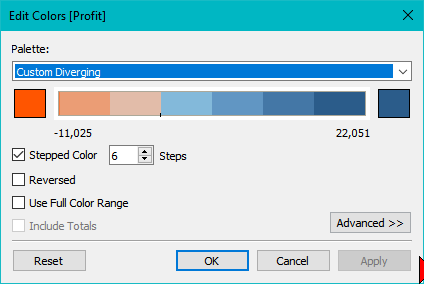 Edit Colors [Profit]
Palette:
Custom Diverging
-11,025 22,051
Stepped Color 6 Steps
Reversed
Use Full Color Range
Include Totals
Advanced >>
Reset OK Cancel Apply